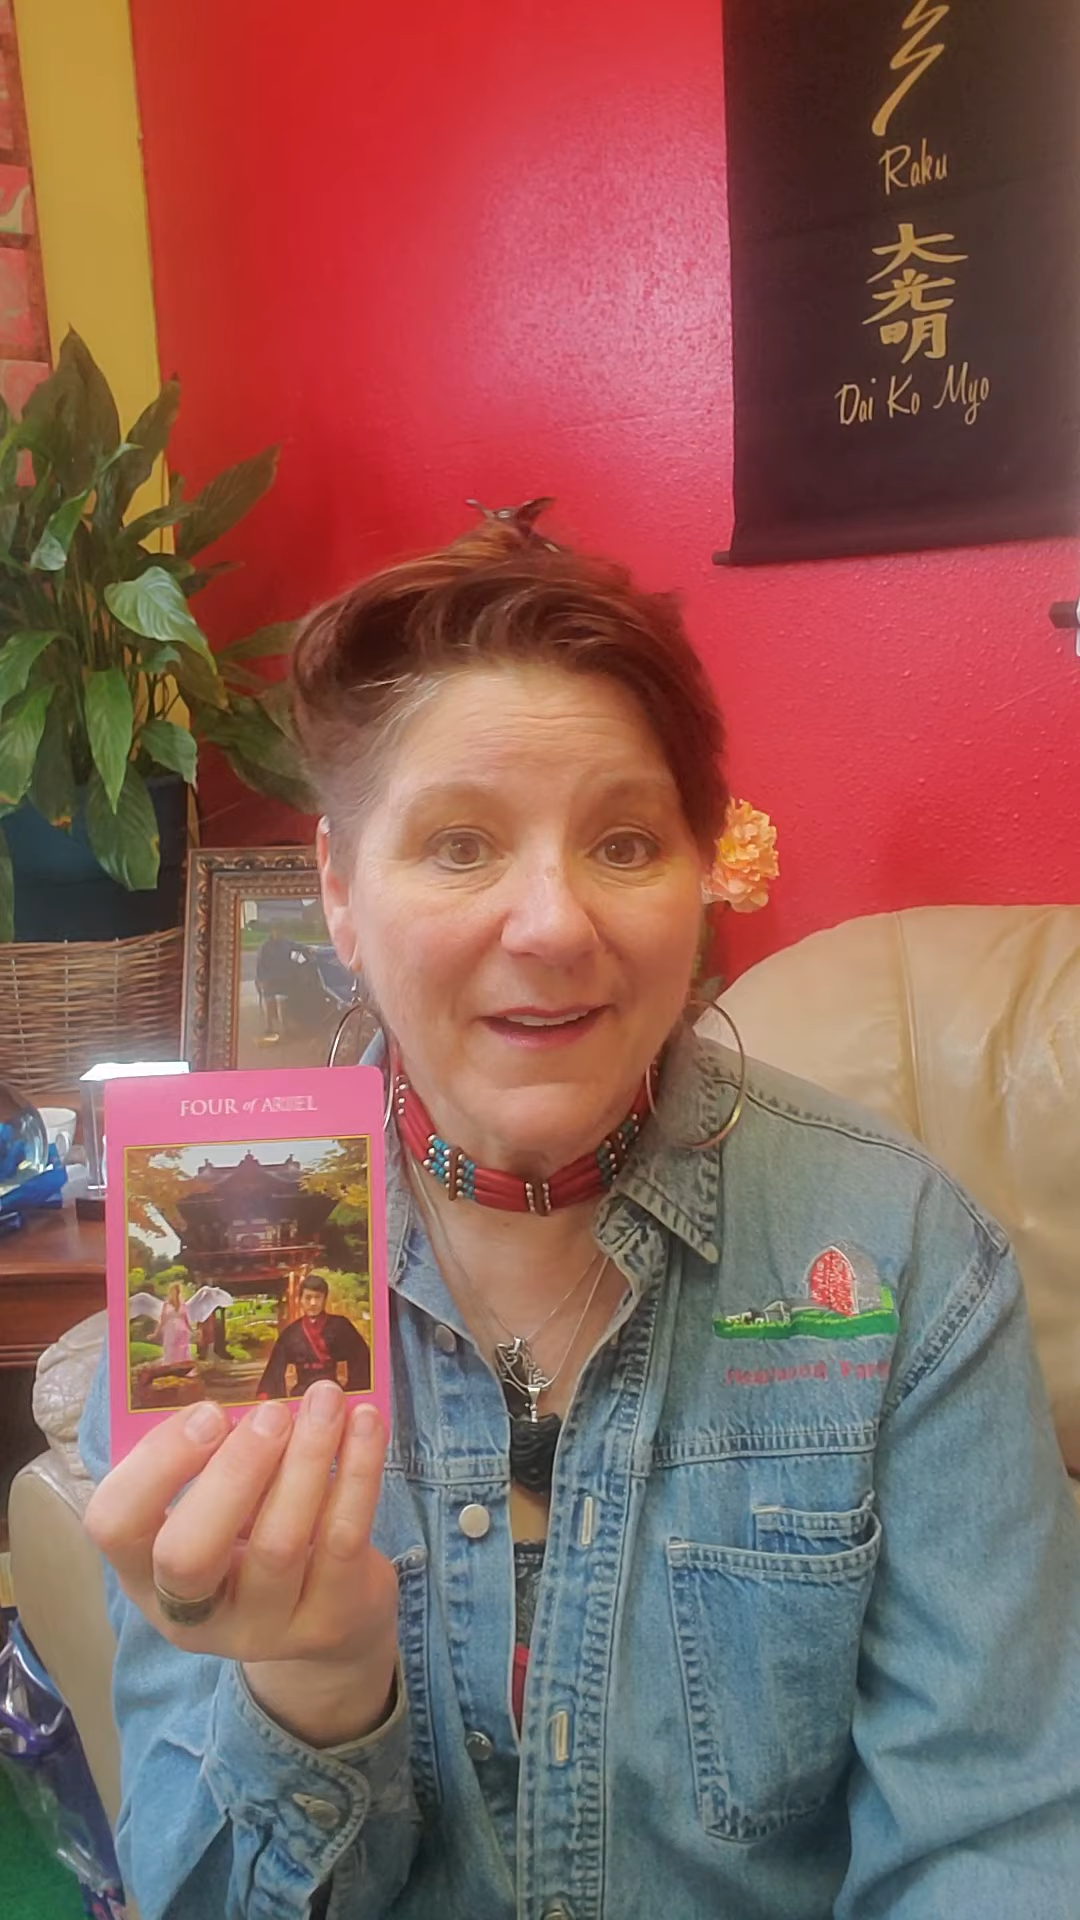 Raku
大
光
明
Dai Ko Myo
FOUR of ARIEL